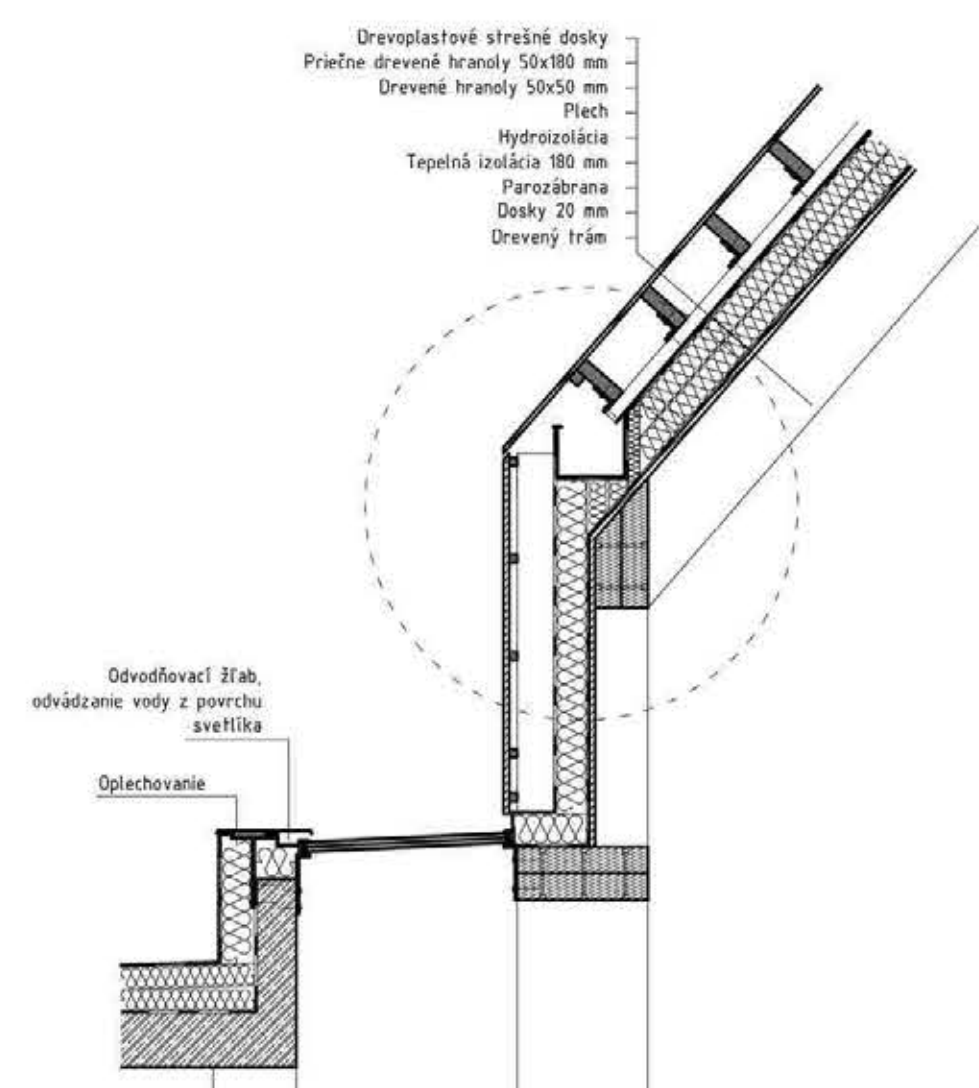 Drevoplastové strešné dosky
Priečne drevené hranoly 50x180 mm
Drevené hranoly 50x50 mm
Plech
Hydroizolácia
Tepelná izolácia 180 mm
Parozábrana
Dosky 20 mm
Drevený trám
Odvodňovací žľab,
odvádzanie vody z povrchu
svetlíka
Oplechovanie